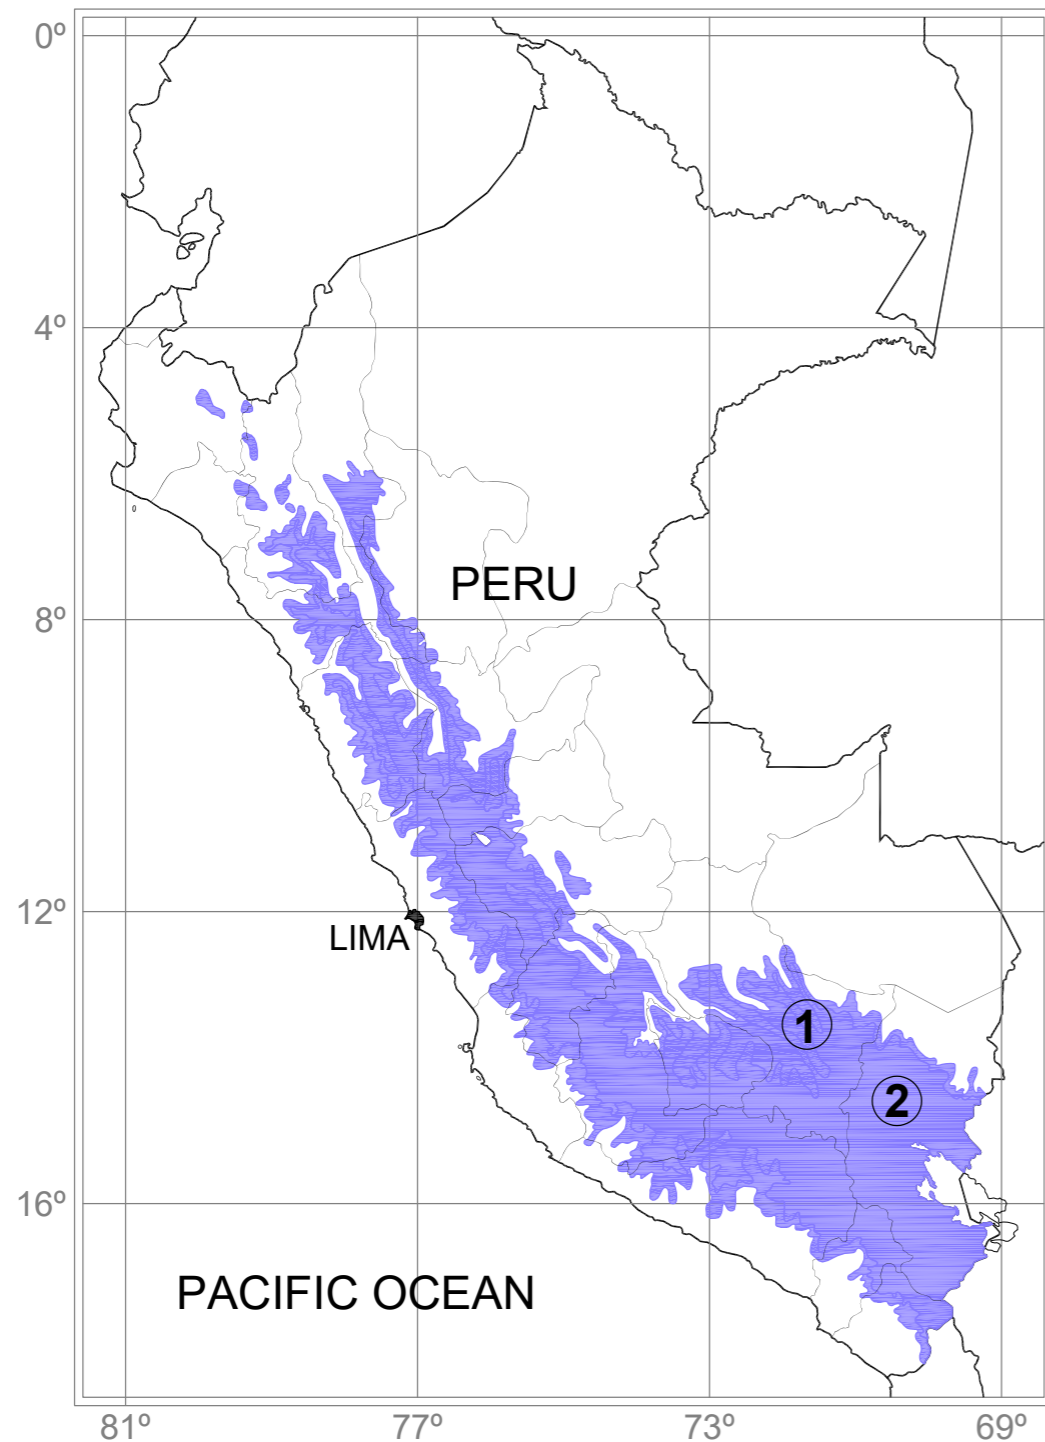 0º
4º
PERU
8º
12º
LIMA
1
2
16º
PACIFIC OCEAN
81º 77º 73º 69º